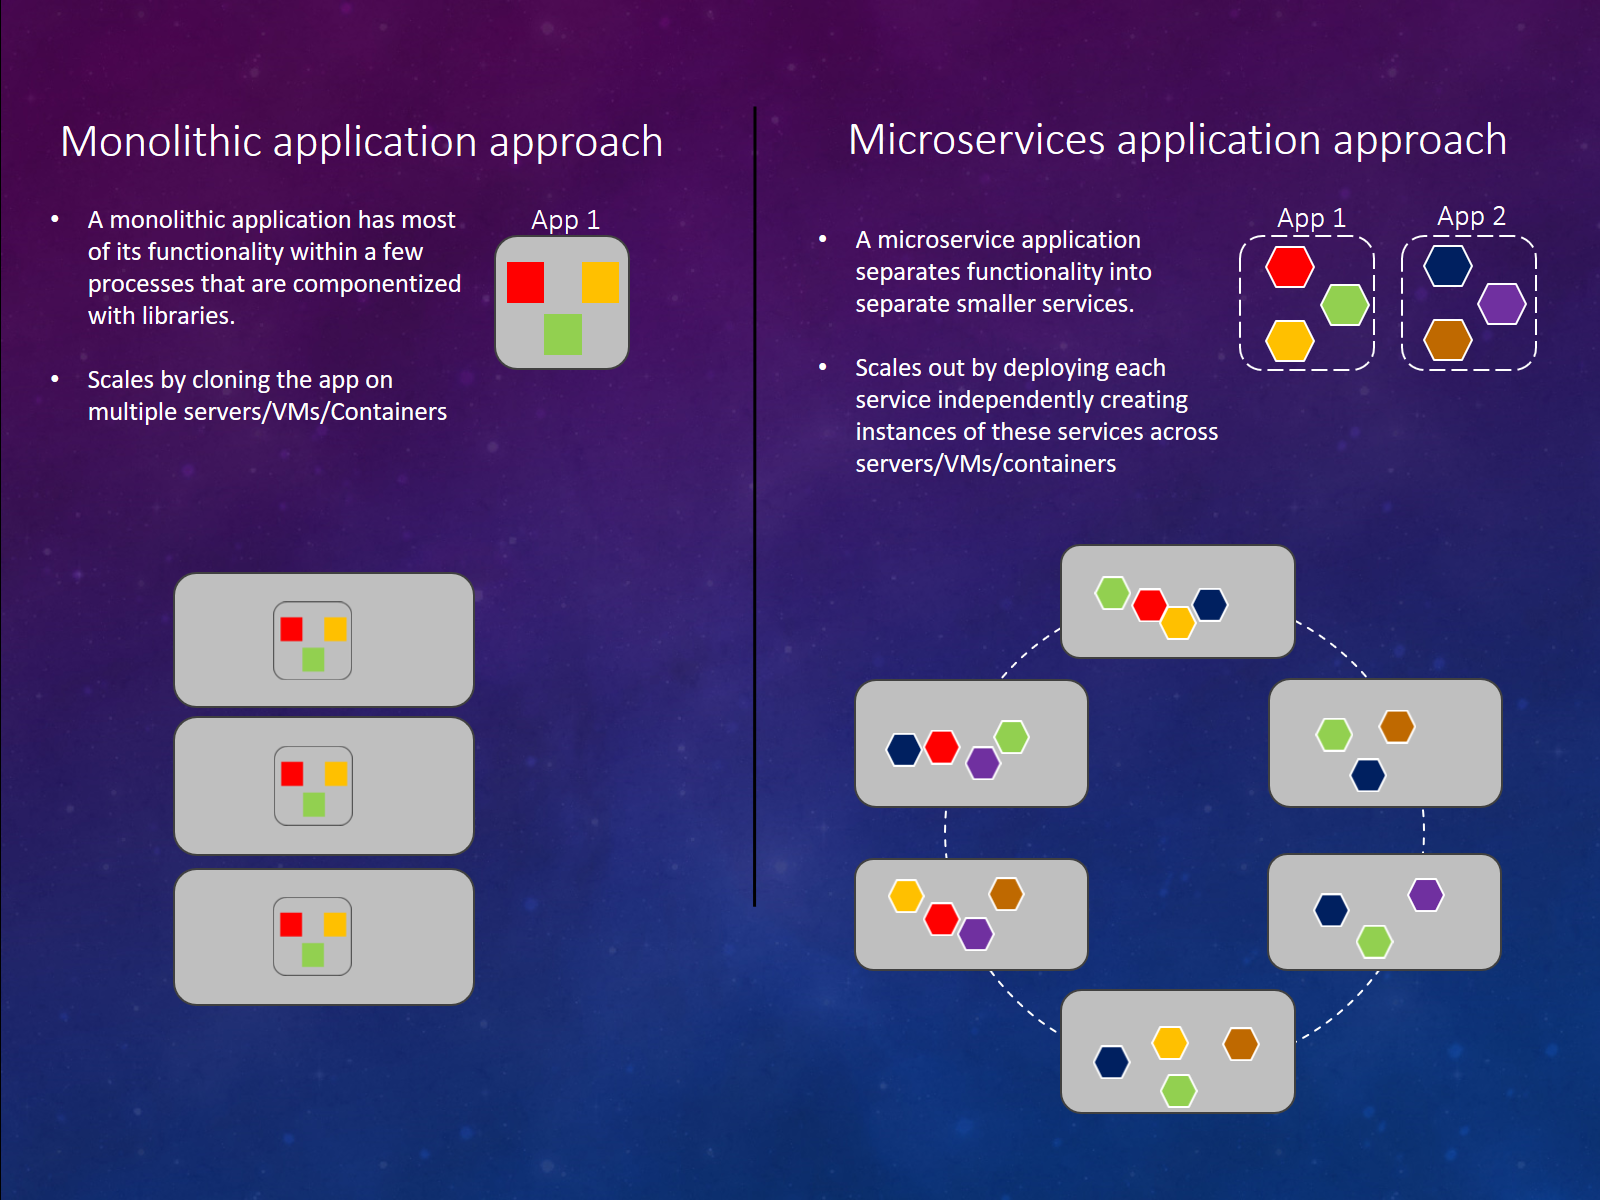 Monolithic application approach
• A monolithic application has most
of its functionality within a few
processes that are componentized
with libraries.
• Scales by cloning the app on
multiple servers/VMs/Containers
App 1
Microservices application approach
• A microservice application
separates functionality into
separate smaller services.
• Scales out by deploying each
service independently creating
instances of these services across
servers/VMs/containers
App 1
App 2